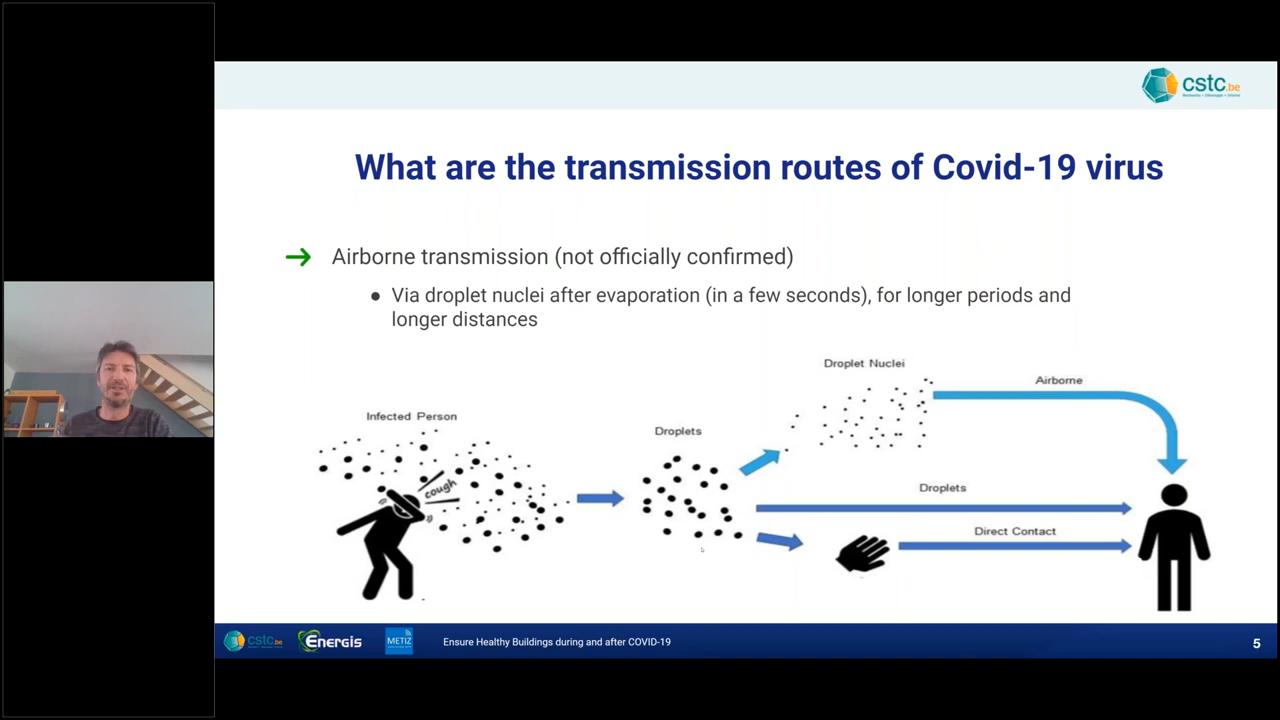 cstc.be
What are the transmission routes of Covid-19 virus
Airborne transmission (not officially confirmed)
Via droplet nuclei after evaporation (in a few seconds), for longer periods and
longer distances
Droplet Nuclei
Airborne
Infected Person
Droplets
cough
Droplets
Direct Contact
cstc.be
Energis
METIZ
Ensure Healthy Buildings during and after COVID-19
5